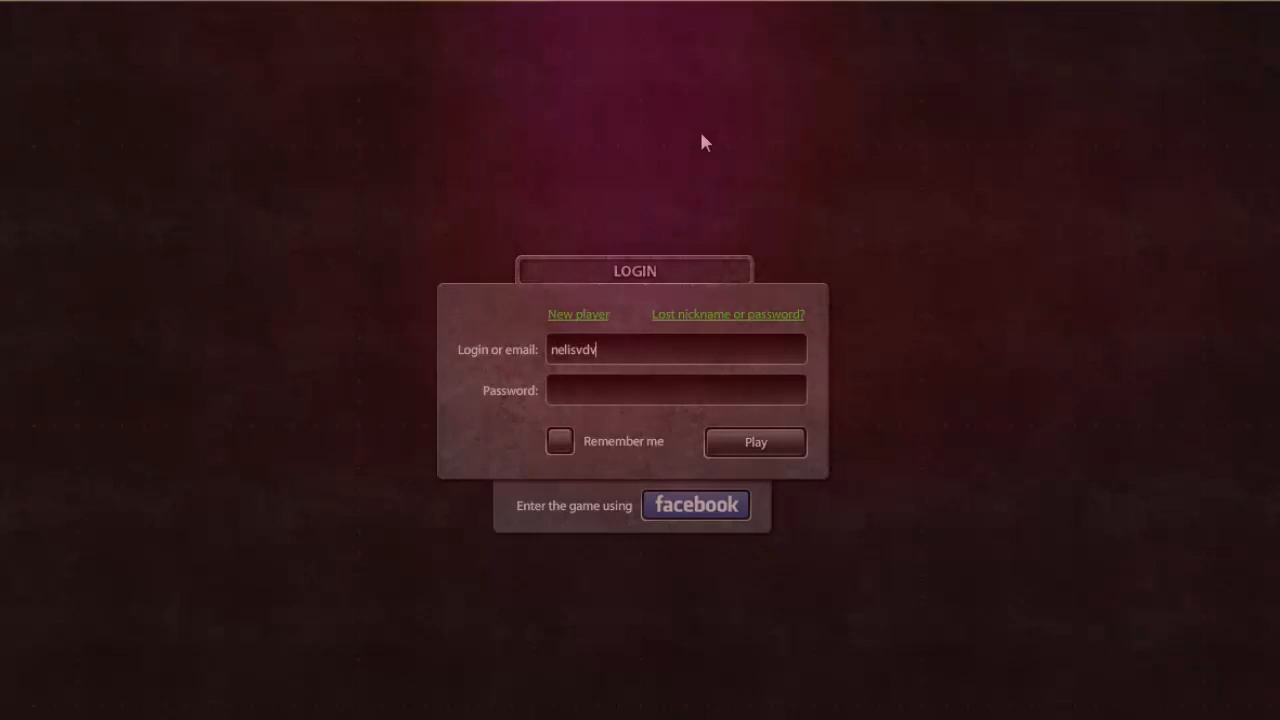 LOGIN
New player Lost nickname or password?
Login or email: nelisvdv
Password:
Remember me Play
Enter the game using facebook